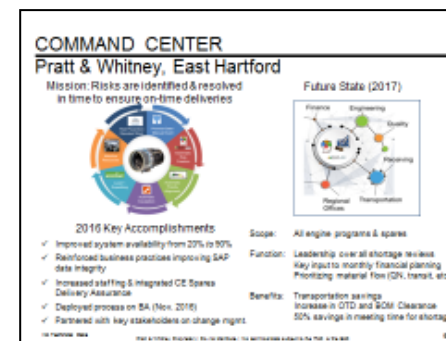 COMMAND CENTER
Pratt & Whitney, East Hartford
Mission: Risks are identified & resolved
in time to ensure on-time deliveries
2016 Key Accomplishments
✓ Improved system availability from 20% to 90%
✓ Reinforced business practices improving SAP
data integrity
✓ Increased staffing & integrated CE Spares
Delivery Assurance
✓ Deployed process on BA (Nov. 2016)
✓ Partnered with key stakeholders on change mgmt.
Future State (2017)
Finance
Engineering
Quality
Receiving
Transportation
Regional
Offices
Scope: All engine programs & spares
Function: Leadership over all shortage reviews
Key input to monthly financial planning
Prioritizing material flow (QN, transit, etc
Benefits: Transportation savings
Increase in OTD and BOM Clearance
50% savings in meeting time for shortag
No Technical Data